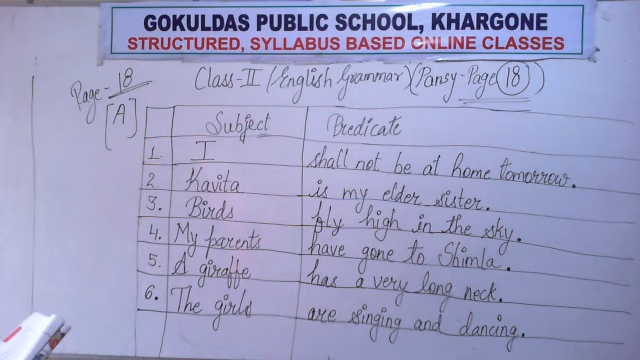 GOKULDAS PUBLIC SCHOOL, KHARGONE
STRUCTURED, SYLLABUS BASED ONLINE CLASSES
Page-18 Class-II (English Grammar) (Pansy-Page 18)
[A]
Subject Predicate
1. I shall not be at home tomorrow.
2 Kavita is my elder sister.
3. Birds fly high in the sky.
4. My parents have gone to Shimla.
5. A giraffe has a very long neck.
6. The girls are singing and dancing.